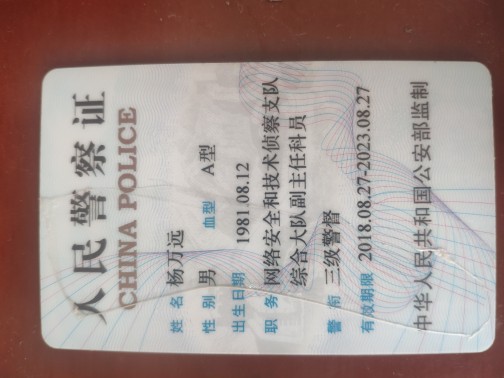 人民警察证
CHINA POLICE
姓名 杨万远
性别 男 血型 A型
出生日期 1981.08.12
职务 网络安全和技术侦察支队
综合大队副主任科员
警衔 三级警督
有效期限 2018.08.27-2023.08.27
中华人民共和国公安部监制